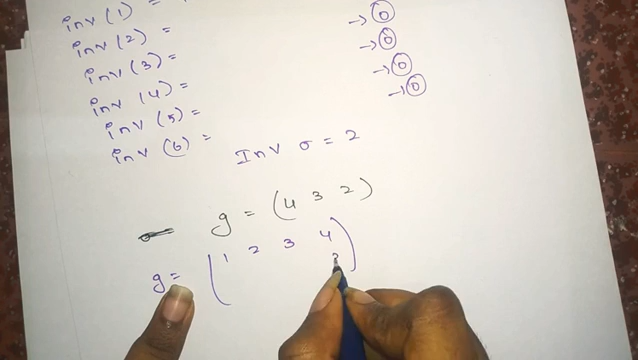 inv (1) =
inv (2) =
inv (3) = → 0
inv (4) = → 0
inv (5) = → 0
inv (6) = → 0
Inv σ = 2
g = (4 3 2)
g = ( 1 2 3 4 )